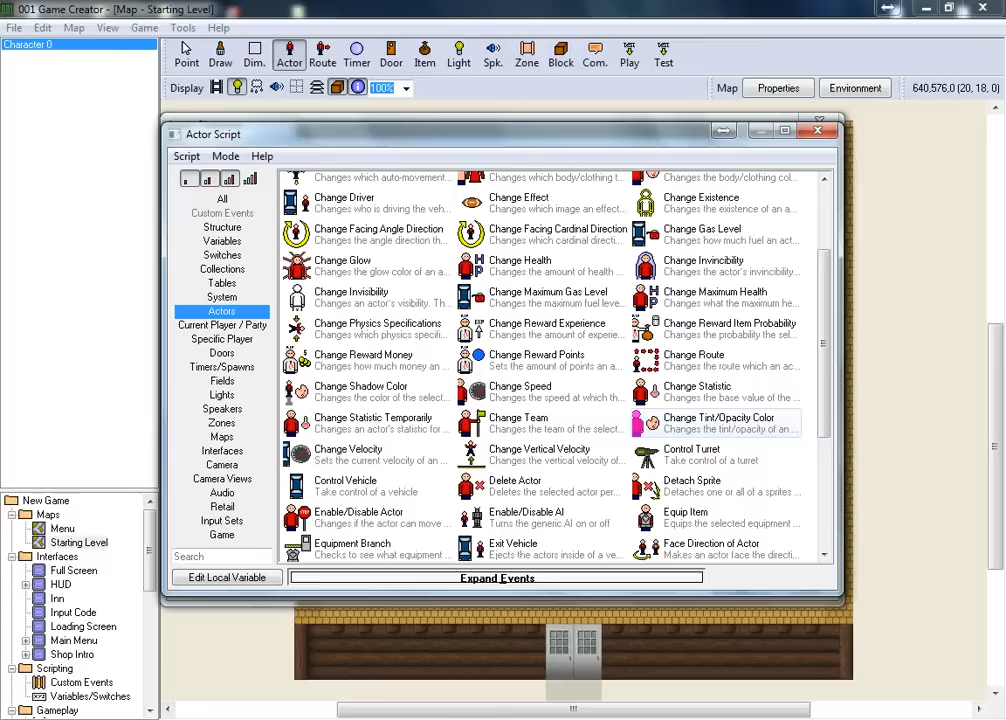 001 Game Creator - [Map - Starting Level]
File Edit Map View Game Tools Help
Character 0
Point Draw Dim. Actor Route Timer Door Item Light Spk. Zone Block Com. Play Test
Display 100% Map Properties Environment 640,576,0 (20, 18, 0)
Actor Script
Script Mode Help
All
Custom Events
Structure
Variables
Switches
Collections
Tables
System
Actors
Current Player / Party
Specific Player
Doors
Timers/Spawns
Fields
Lights
Speakers
Zones
Maps
Interfaces
Camera
Camera Views
Audio
Retail
Input Sets
Game
Search
Edit Local Variable
Changes which auto-movement... Changes which body/clothing t... Changes the body/clothing col...
Change Driver Change Effect Change Existence
Changes who is driving the veh... Changes which image an effect... Changes the existence of an a...
Change Facing Angle Direction Change Facing Cardinal Direction Change Gas Level
Changes the angle direction th... Changes which cardinal directi... Changes how much fuel an act...
Change Glow Change Health Change Invincibility
Changes the glow color of an a... Changes the amount of health ... Changes the actor's invincibility...
Change Invisibility Change Maximum Gas Level Change Maximum Health
Changes an actor's visibility. Th... Changes the maximum fuel leve... Changes what the maximum he...
Change Physics Specifications Change Reward Experience Change Reward Item Probability
Changes which physics specifi... Changes the amount of experie... Changes the probability the sel...
Change Reward Money Change Reward Points Change Route
Changes how much money an ... Sets the amount of points an a... Changes the route which an ac...
Change Shadow Color Change Speed Change Statistic
Changes the color of the select... Changes the speed at which th... Changes the base value of the...
Change Statistic Temporarily Change Team Change Tint/Opacity Color
Changes an actor's statistic for ... Changes the team of the select... Changes the tint/opacity of an ...
Change Velocity Change Vertical Velocity Control Turret
Sets the current velocity of an ... Changes the vertical velocity of... Take control of a turret
Control Vehicle Delete Actor Detach Sprite
Take control of a vehicle Deletes the selected actor per... Detaches one or all of a sprites ...
Enable/Disable Actor Enable/Disable AI Equip Item
Changes if the actor can move ... Turns the generic AI on or off Equips the selected equipment ...
Equipment Branch Exit Vehicle Face Direction of Actor
Checks to see what equipment ... Ejects the actors inside of a ve... Makes an actor face the directi...
Expand Events
New Game
Maps
Menu
Starting Level
Interfaces
Full Screen
HUD
Inn
Input Code
Loading Screen
Main Menu
Shop Intro
Scripting
Custom Events
Variables/Switches
Gameplay